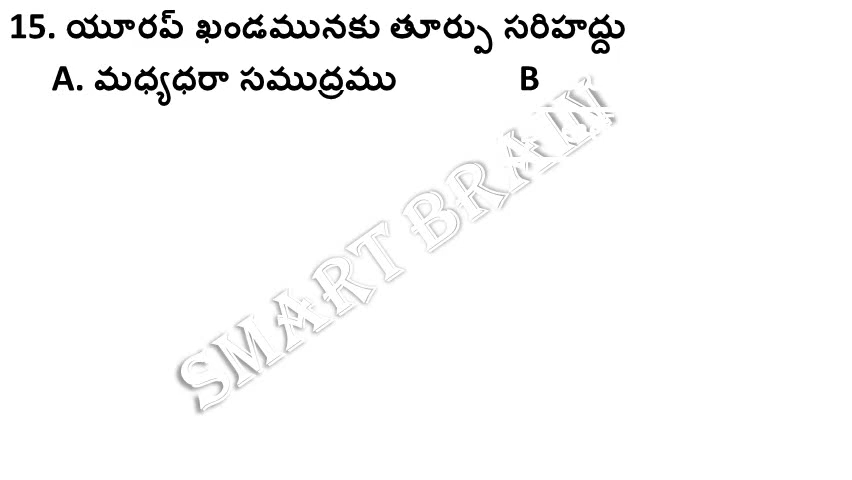 15. యూరప్ ఖండమునకు తూర్పు సరిహద్దు
A. మధ్యధరా సముద్రము B
SMART BRAIN